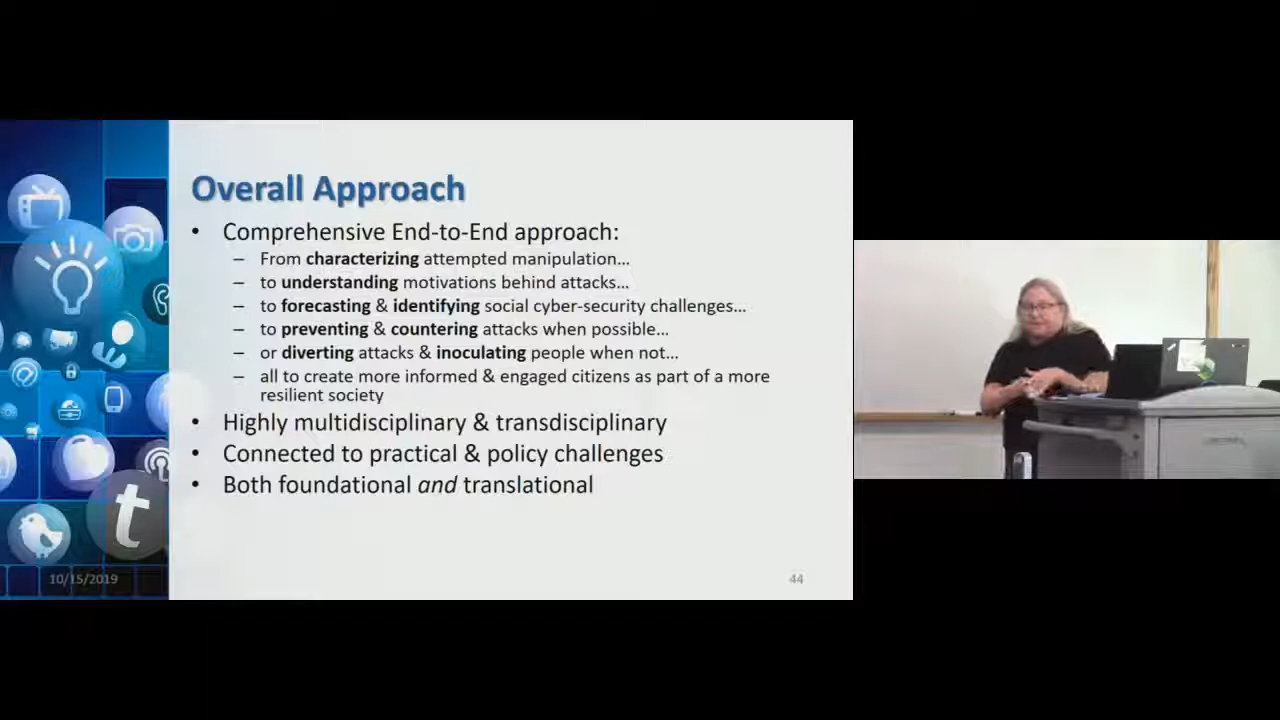 Overall Approach
• Comprehensive End-to-End approach:
– From characterizing attempted manipulation…
– to understanding motivations behind attacks…
– to forecasting & identifying social cyber-security challenges…
– to preventing & countering attacks when possible…
– or diverting attacks & inoculating people when not…
– all to create more informed & engaged citizens as part of a more
resilient society
• Highly multidisciplinary & transdisciplinary
• Connected to practical & policy challenges
• Both foundational and translational
t
10/15/2019
44